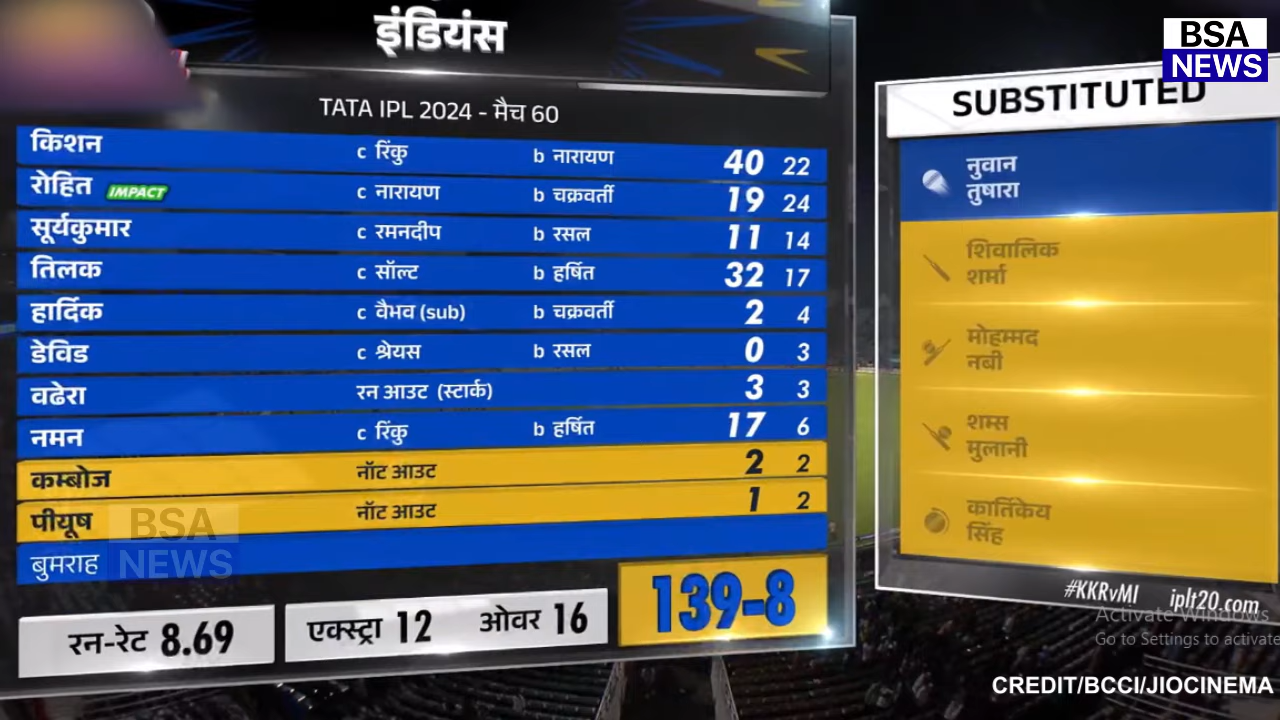 इंडियंस
TATA IPL 2024 - मैच 60
किशन c रिंकु b नारायण 40 22
रोहित IMPACT c नारायण b चक्रवर्ती 19 24
सूर्यकुमार c रमनदीप b रसल 11 14
तिलक c सॉल्ट b हर्षित 32 17
हार्दिक c वैभव (sub) b चक्रवर्ती 2 4
डेविड c श्रेयस b रसल 0 3
वढेरा रन आउट (स्टार्क) 3 3
नमन c रिंकु b हर्षित 17 6
कम्बोज नॉट आउट 2 2
पीयूष नॉट आउट 1 2
बुमराह
BSA
NEWS
रन-रेट 8.69 एक्स्ट्रा 12 ओवर 16 139-8
BSA
NEWS
SUBSTITUTED
नुवान
तुषारा
शिवालिक
शर्मा
मोहम्मद
नबी
शम्स
मुलानी
कार्तिकेय
सिंह
#KKRvMI iplt20.com
Activate Windows
Go to Settings to activate
CREDIT/BCCI/JIOCINEMA